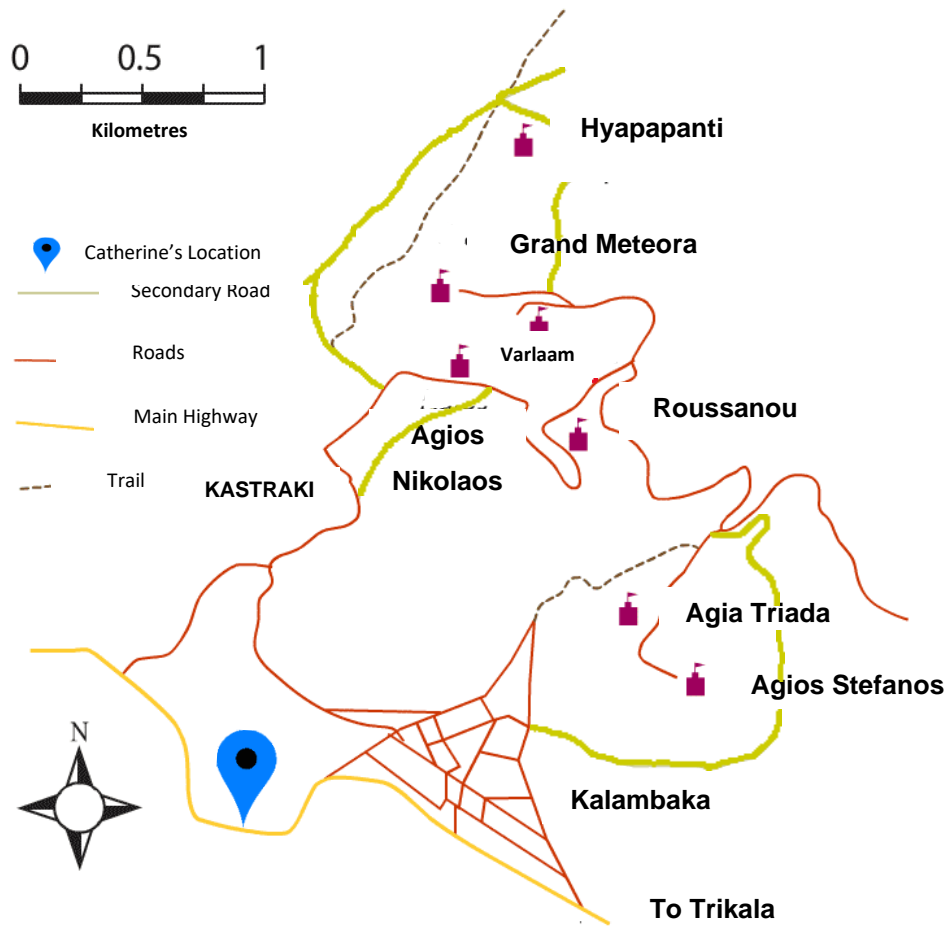 0 0.5 1
Kilometres
Hyapapanti
Grand Meteora
Catherine's Location
Secondary Road
Varlaam
Roads
Roussanou
Main Highway
Agios
Nikolaos
Trail
KASTRAKI
Agia Triada
Agios Stefanos
N
Kalambaka
To Trikala